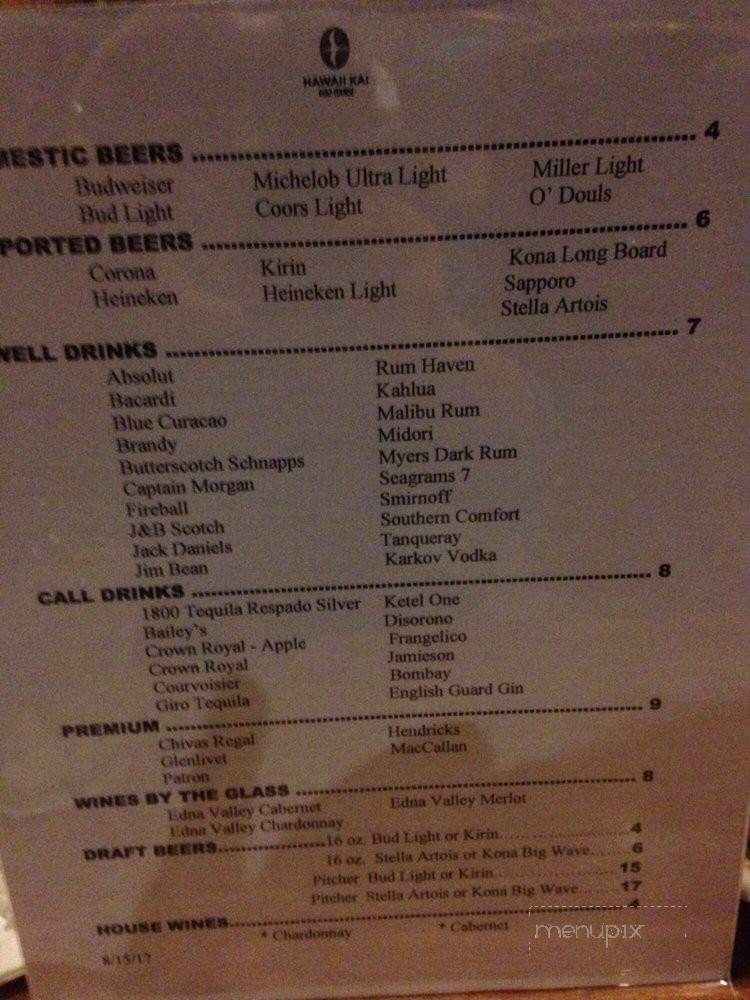 HAWAII KAI
MESTIC BEERS 4
Budweiser Michelob Ultra Light Miller Light
Bud Light Coors Light O' Douls
PORTED BEERS 6
Corona Kirin Kona Long Board
Heineken Heineken Light Sapporo
Stella Artois
WELL DRINKS 7
Absolut Rum Haven
Bacardi Kahlua
Blue Curacao Malibu Rum
Brandy Midori
Butterscotch Schnapps Myers Dark Rum
Captain Morgan Seagrams 7
Fireball Smirnoff
J&B Scotch Southern Comfort
Jack Daniels Tanqueray
Jim Bean Karkov Vodka
CALL DRINKS 8
1800 Tequila Respado Silver Ketel One
Bailey's Disorono
Crown Royal - Apple Frangelico
Crown Royal Jamieson
Courvoisier Bombay
Giro Tequila English Guard Gin
PREMIUM 9
Chivas Regal Hendricks
Glenlivet MacCallan
Patron
WINES BY THE GLASS 8
Edna Valley Cabernet Edna Valley Merlot
Edna Valley Chardonnay
DRAFT BEERS 16 oz. Bud Light or Kirin 4
16 oz. Stella Artois or Kona Big Wave 6
Pitcher Bud Light or Kirin 15
Pitcher Stella Artois or Kona Big Wave 17
HOUSE WINES 4
* Chardonnay * Cabernet
8/15/17
menupix